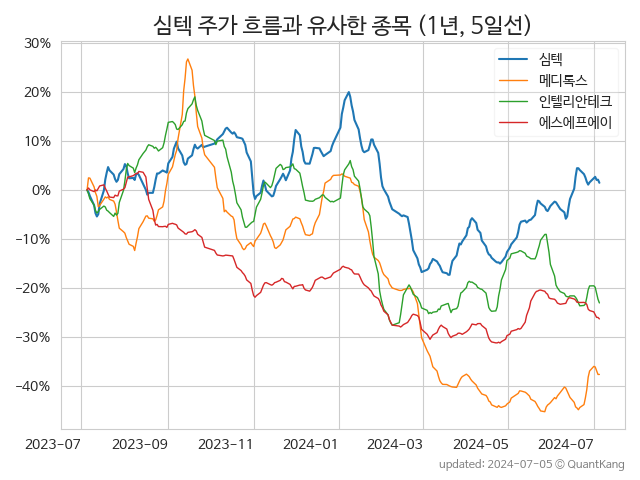 심텍 주가 흐름과 유사한 종목 (1년, 5일선)
30%
20%
10%
0%
−10%
−20%
−30%
−40%
심텍
메디톡스
인텔리안테크
에스에프에이
2023-07
2023-09
2023-11
2024-01
2024-03
2024-05
2024-07
updated: 2024-07-05 © QuantKang